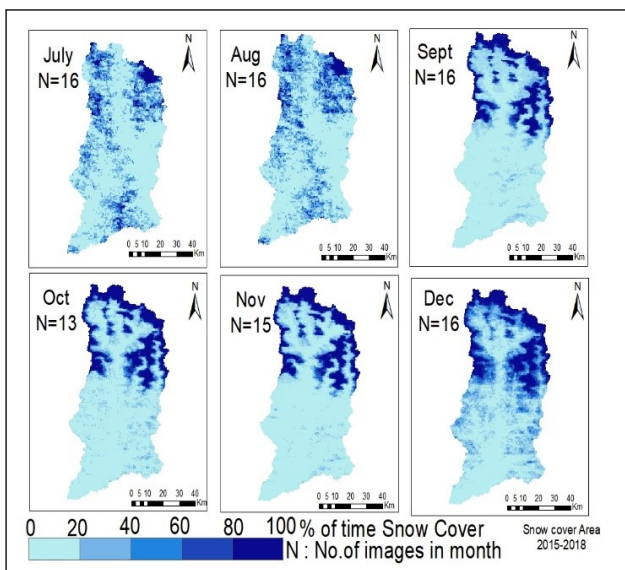 N
July
N=16
0 5 10 20 30 40
Km
N
Aug
N=16
0 5 10 20 30 40
Km
N
Sept
N=16
0 5 10 20 30 40
Km
N
Oct
N=13
0 5 10 20 30 40
Km
N
Nov
N=15
0 5 10 20 30 40
Km
N
Dec
N=16
0 5 10 20 30 40
Km
0 20 40 60 80 100 % of time Snow Cover
N : No.of images in month
Snow cover Area
2015-2018